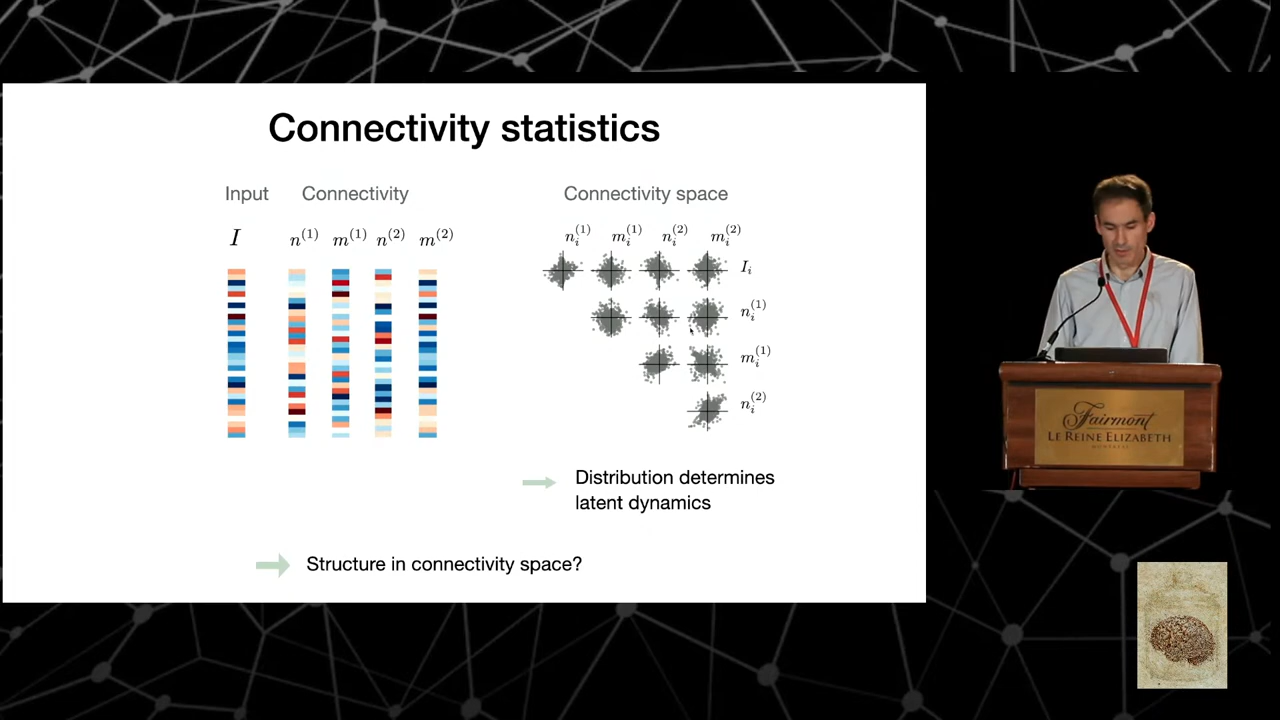 Connectivity statistics
Input Connectivity
I n^(1) m^(1) n^(2) m^(2)
Connectivity space
n_i^(1) m_i^(1) n_i^(2) m_i^(2)
I_i
n_i^(1)
m_i^(1)
n_i^(2)
Distribution determines
latent dynamics
Structure in connectivity space?
Fairmont
LE REINE ELIZABETH
MONTRÉAL